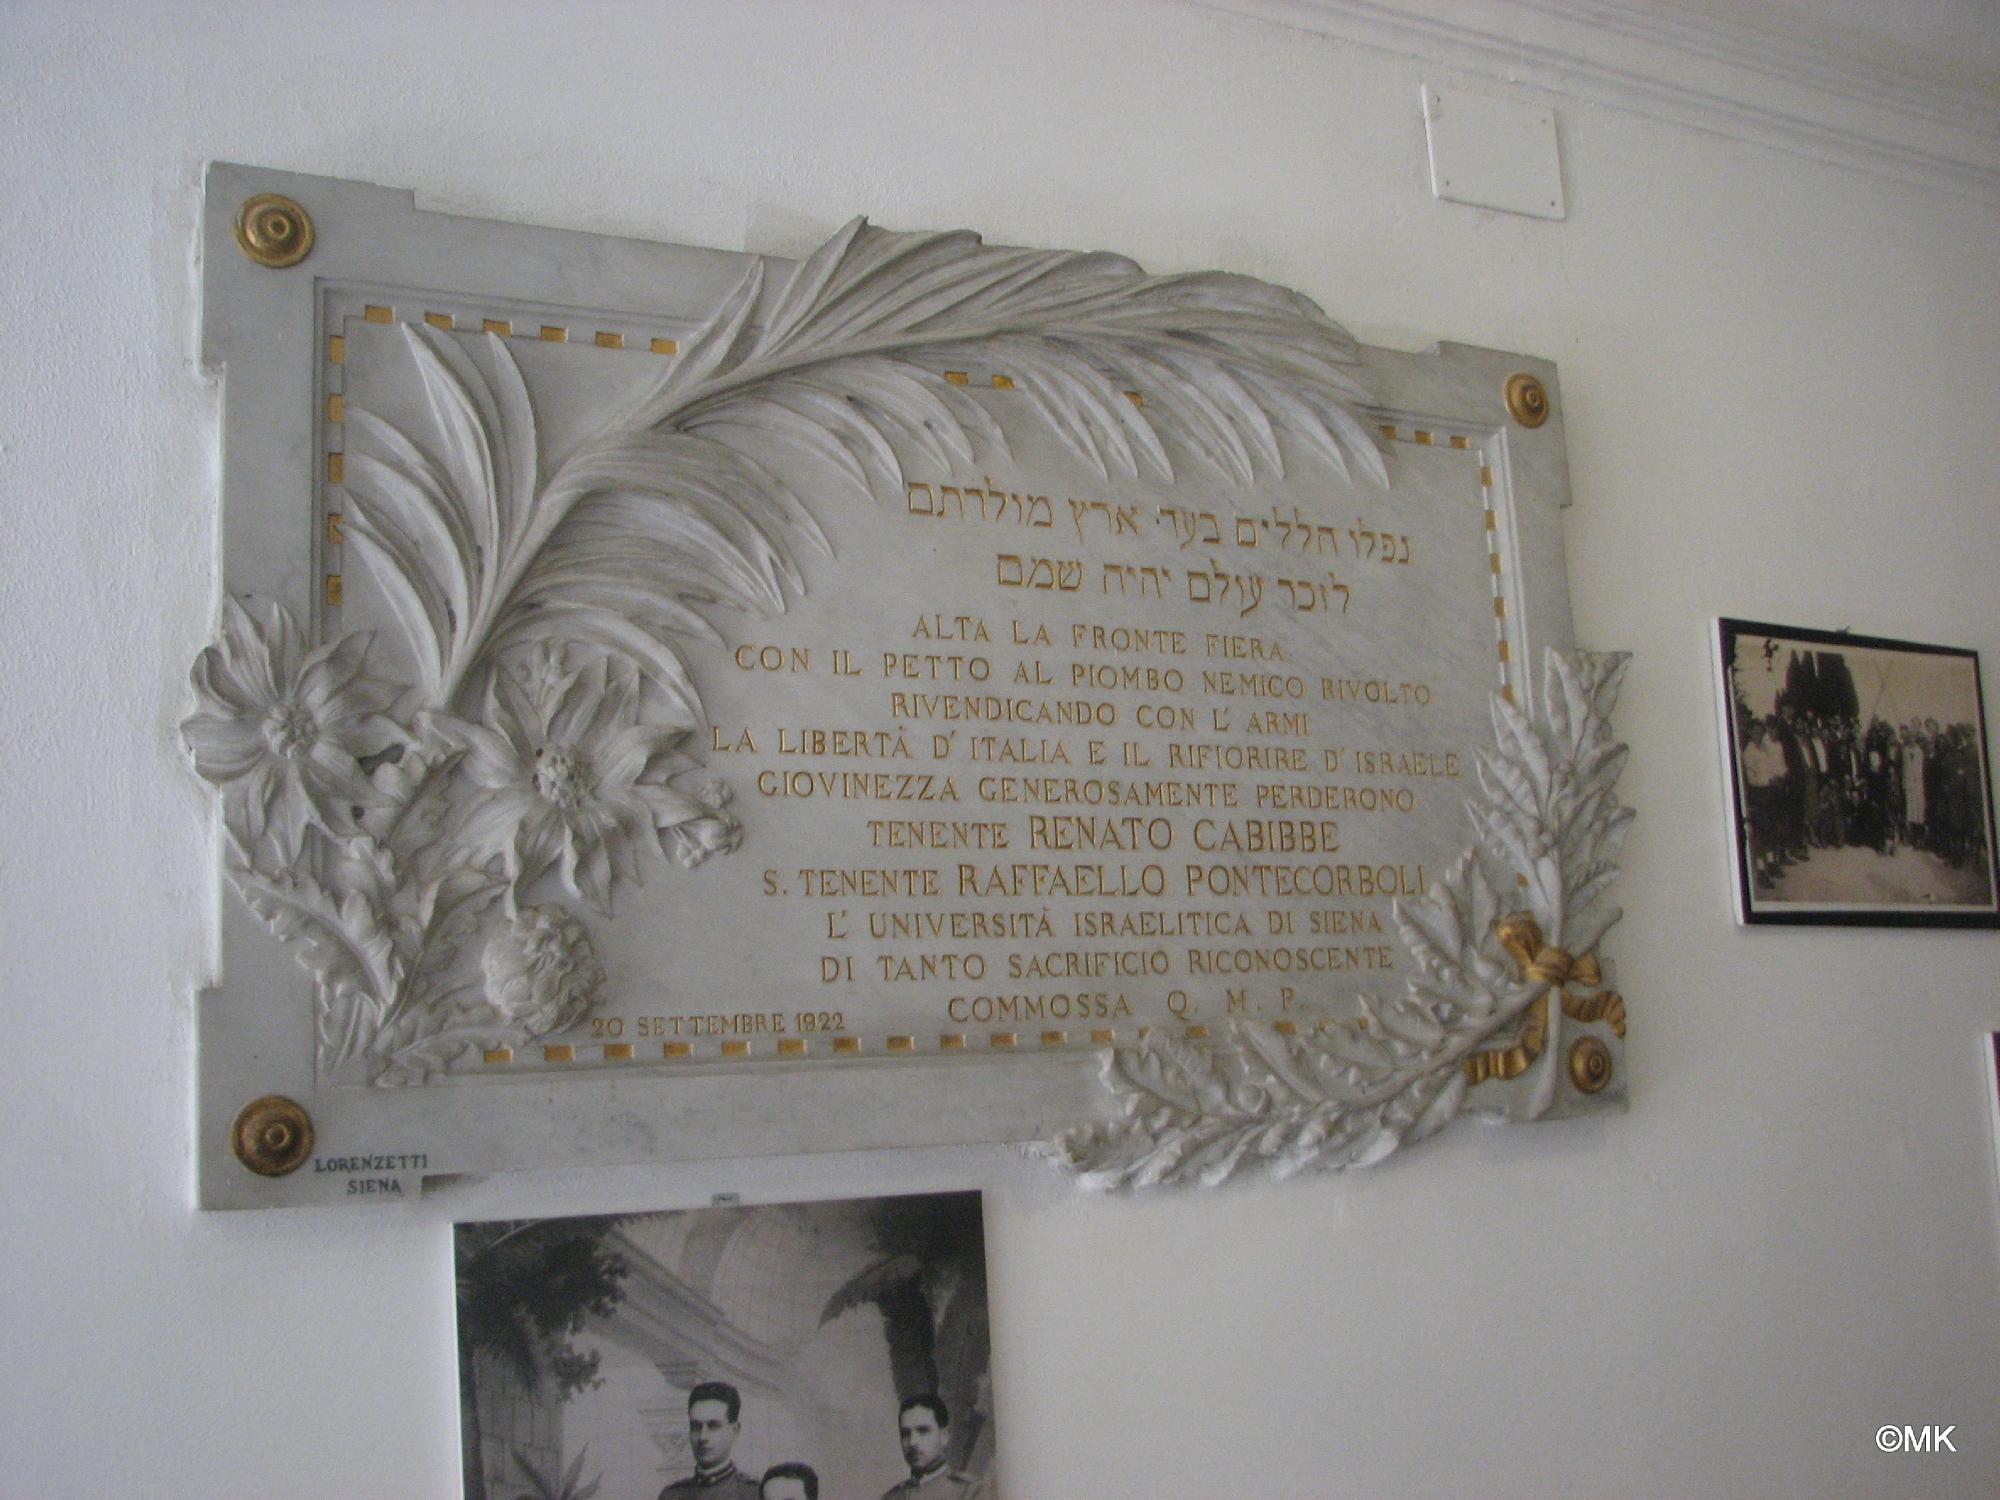 נפלו חללים בעד ארץ מולדתם
לזכר עולם יהיה שמם
ALTA LA FRONTE FIERA
CON IL PETTO AL PIOMBO NEMICO RIVOLTO
RIVENDICANDO CON L' ARMI
LA LIBERTÀ D' ITALIA E IL RIFIORIRE D' ISRAELE
GIOVINEZZA GENEROSAMENTE PERDERONO
TENENTE RENATO CABIBBE
S. TENENTE RAFFAELLO PONTECORBOLI
L' UNIVERSITÀ ISRAELITICA DI SIENA
DI TANTO SACRIFICIO RICONOSCENTE
COMMOSSA Q. M. P.
20 SETTEMBRE 1922
LORENZETTI
SIENA
©MK